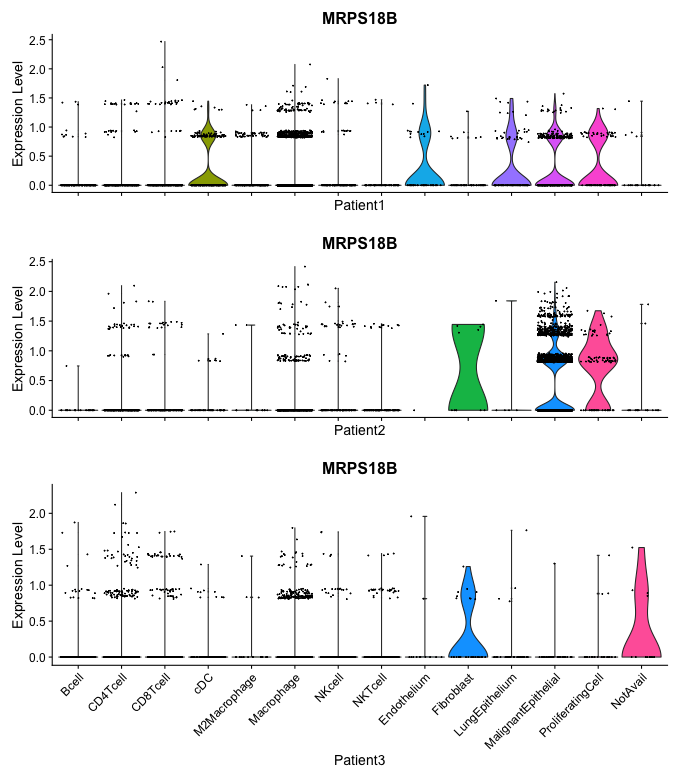 MRPS18B
Expression Level
2.5
2.0
1.5
1.0
0.5
0.0
Patient1
MRPS18B
Expression Level
2.5
2.0
1.5
1.0
0.5
0.0
Patient2
MRPS18B
Expression Level
2.0
1.5
1.0
0.5
0.0
Bcell
CD4Tcell
CD8Tcell
cDC
M2Macrophage
Macrophage
NKcell
NKTcell
Endothelium
Fibroblast
LungEpithelium
MalignantEpithelial
ProliferatingCell
NotAvail
Patient3